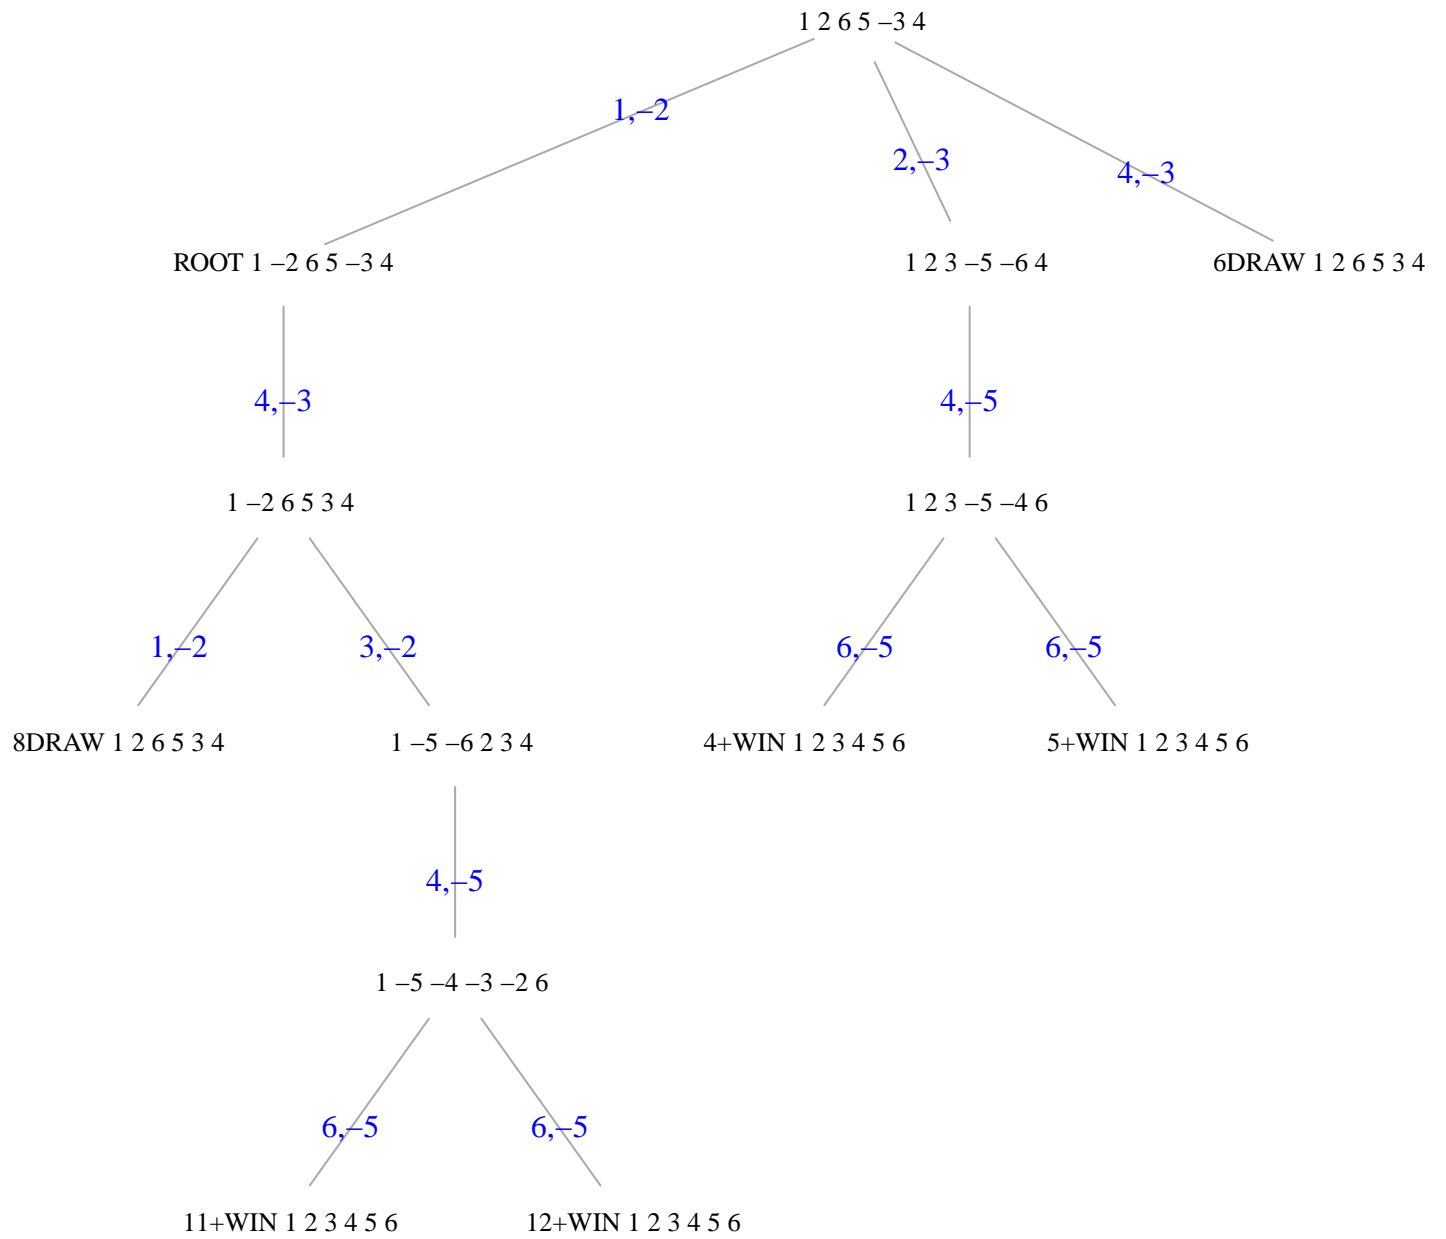 1 2 6 5 –3 4
1,–2
2,–3
4,–3
ROOT 1 –2 6 5 –3 4
1 2 3 –5 –6 4
6DRAW 1 2 6 5 3 4
4,–3
4,–5
1 –2 6 5 3 4
1 2 3 –5 –4 6
1,–2
3,–2
6,–5
6,–5
8DRAW 1 2 6 5 3 4
1 –5 –6 2 3 4
4+WIN 1 2 3 4 5 6
5+WIN 1 2 3 4 5 6
4,–5
1 –5 –4 –3 –2 6
6,–5
6,–5
11+WIN 1 2 3 4 5 6
12+WIN 1 2 3 4 5 6